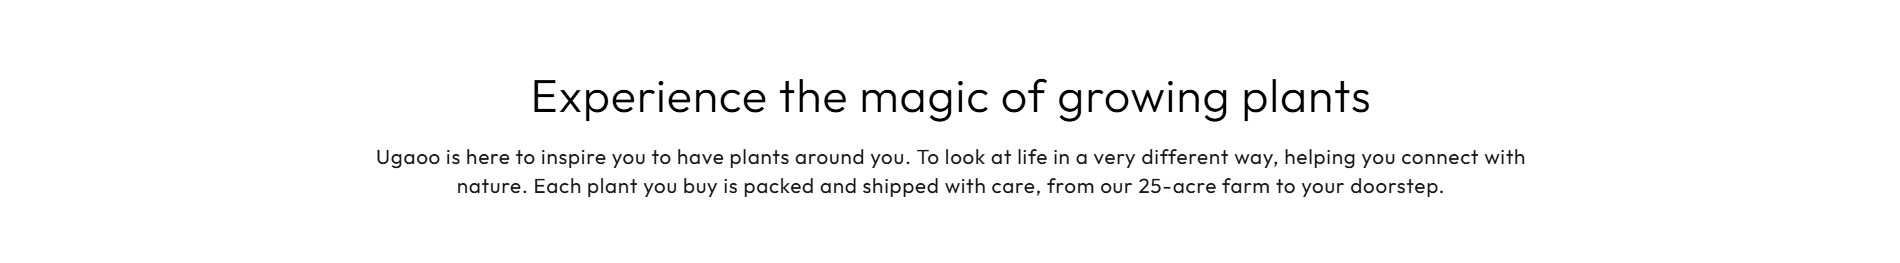 Experience the magic of growing plants
Ugaoo is here to inspire you to have plants around you. To look at life in a very different way, helping you connect with
nature. Each plant you buy is packed and shipped with care, from our 25-acre farm to your doorstep.